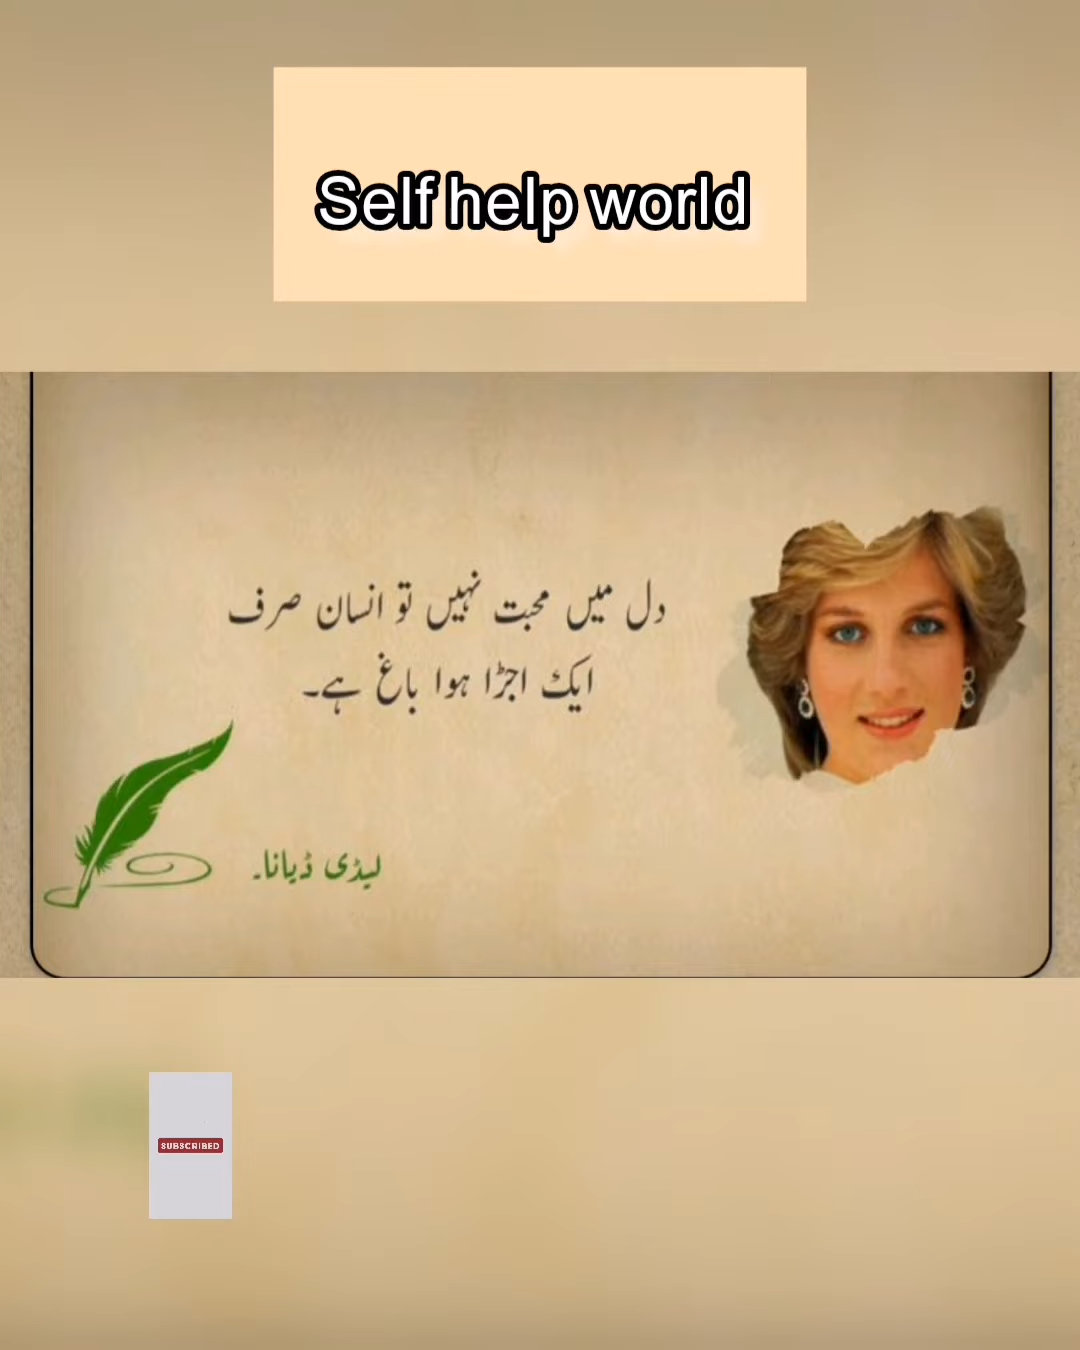 Self help world
دل میں محبت نہیں تو انسان صرف
ایک اجڑا ہوا باغ ہے۔
لیڈی ڈیانا۔
SUBSCRIBED